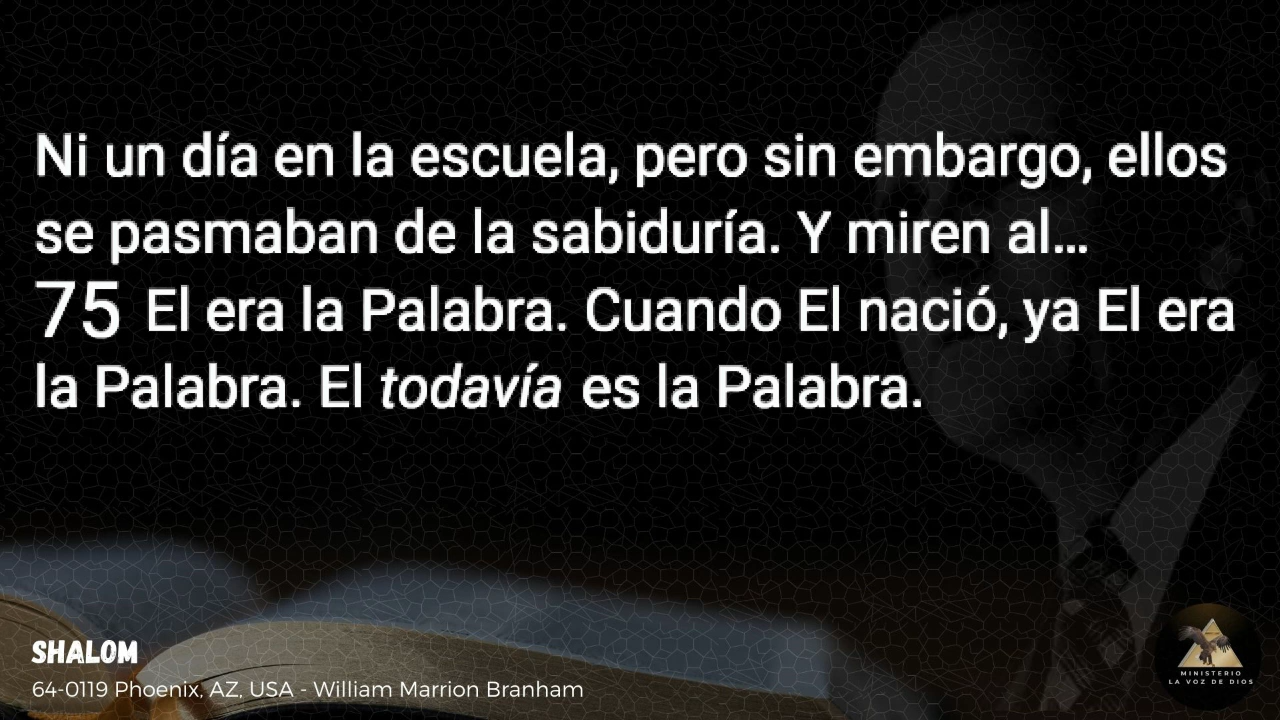 Ni un día en la escuela, pero sin embargo, ellos
se pasmaban de la sabiduría. Y miren al...
75 El era la Palabra. Cuando El nació, ya El era
la Palabra. El todavía es la Palabra.
SHALOM
64-0119 Phoenix, AZ, USA - William Marrion Branham
MINISTERIO
LA VOZ DE DIOS